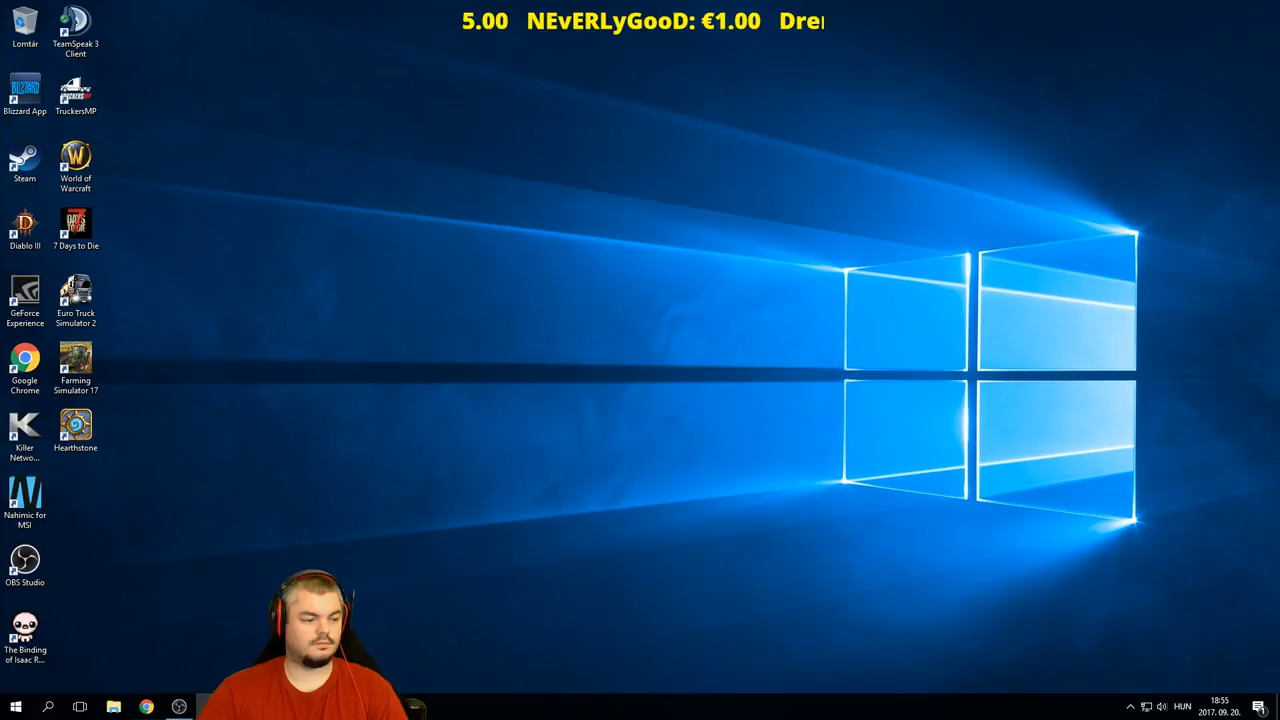 5.00 NEvERLyGooD: €1.00 Dre
Lomtár
TeamSpeak 3
Client
Blizzard App
TruckersMP
Steam
World of
Warcraft
Diablo III
7 Days to Die
GeForce
Experience
Euro Truck
Simulator 2
Google
Chrome
Farming
Simulator 17
Killer
Netwo...
Hearthstone
Nahimic for
MSI
OBS Studio
The Binding
of Isaac R...
HUN
18:55
2017. 09. 20.